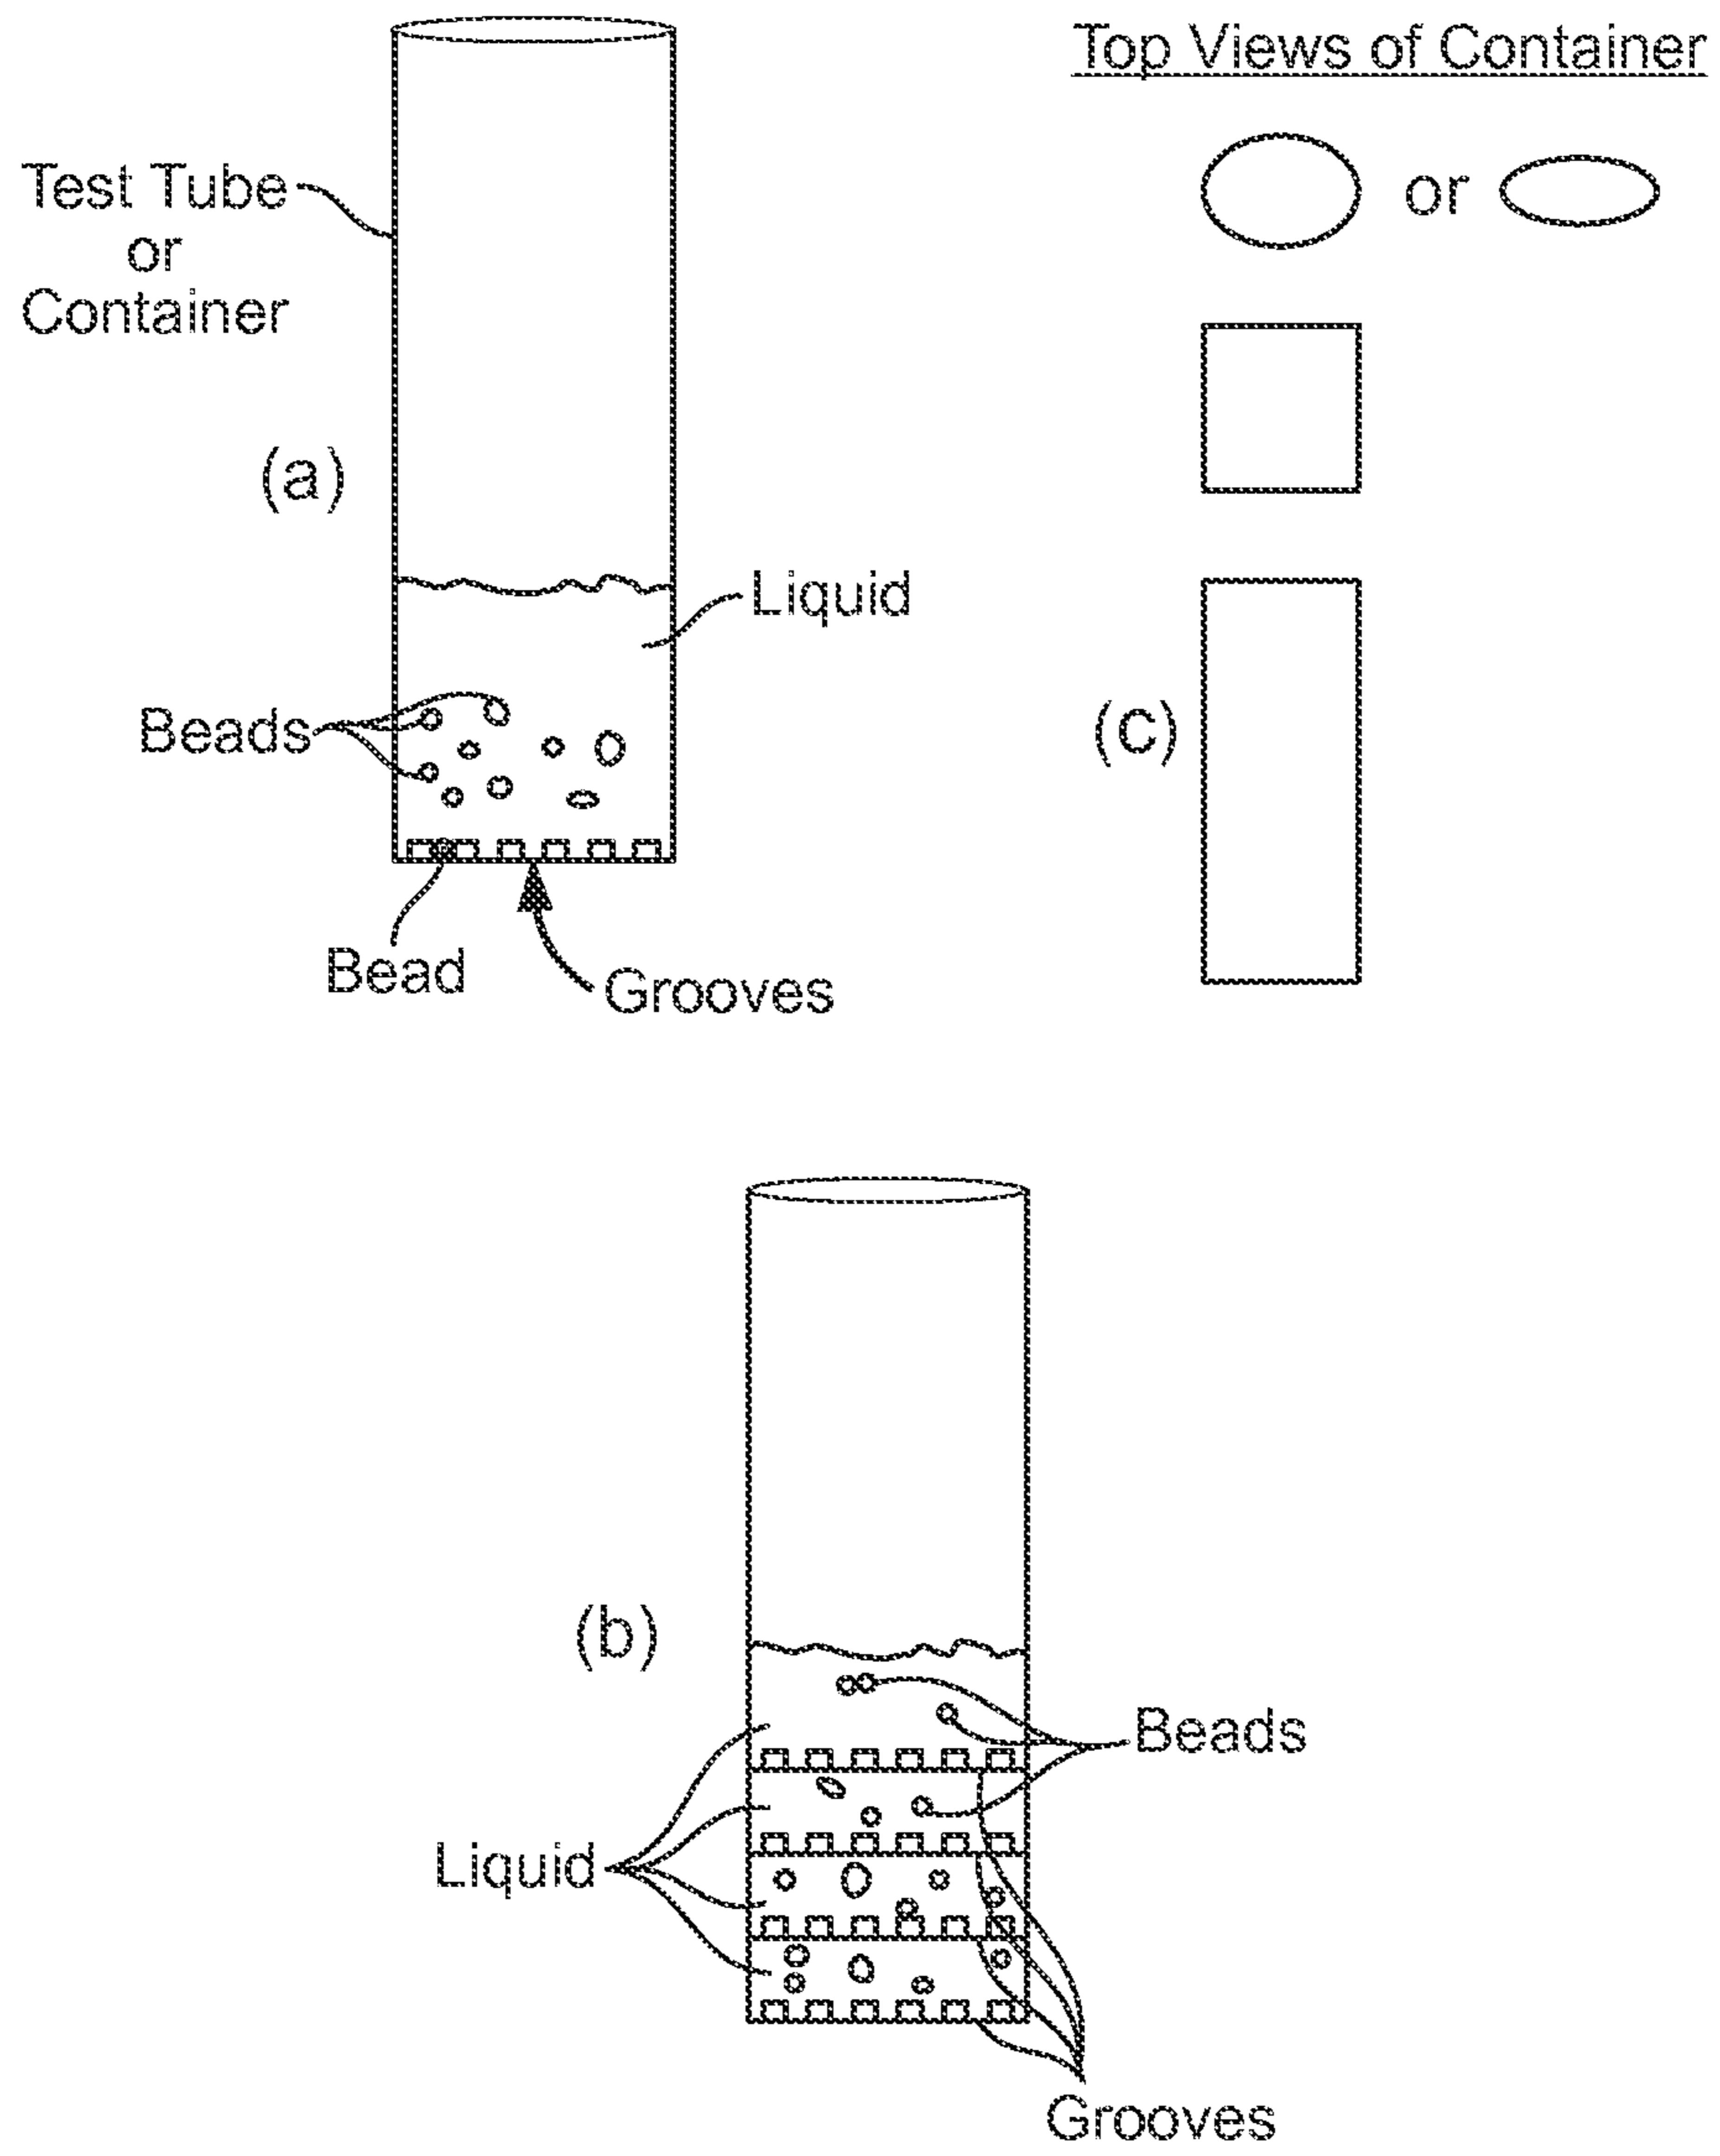 Top Views of Container
Test Tube
or
Container
or
(a)
Liquid
Beads
(c)
Bead
Grooves
(b)
Beads
Liquid
Grooves